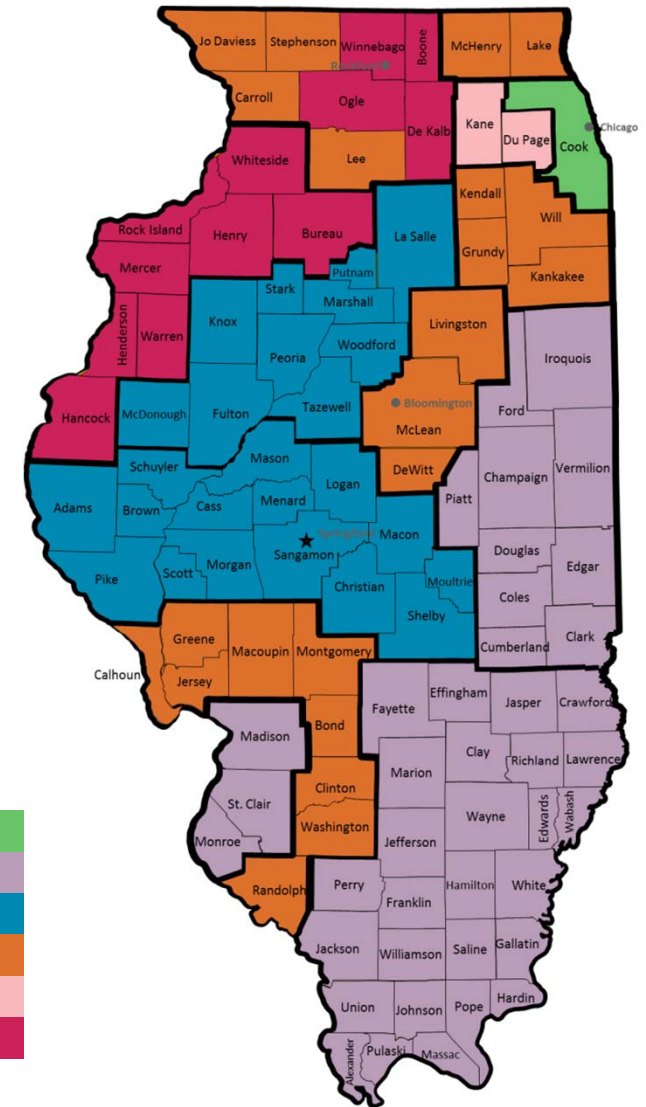 Jo Daviess
Stephenson
Winnebago
Boone
McHenry
Lake
Rockford
Carroll
Ogle
De Kalb
Kane
Du Page
Cook
Chicago
Lee
Whiteside
Kendall
Will
Rock Island
Henry
Bureau
La Salle
Grundy
Mercer
Putnam
Kankakee
Stark
Marshall
Henderson
Warren
Knox
Peoria
Woodford
Livingston
Iroquois
Hancock
McDonough
Fulton
Tazewell
Bloomington
McLean
Ford
Schuyler
Mason
Logan
DeWitt
Champaign
Vermilion
Adams
Brown
Cass
Menard
Piatt
Macon
Springfield
Sangamon
Douglas
Edgar
Pike
Scott
Morgan
Christian
Moultrie
Coles
Shelby
Cumberland
Clark
Greene
Macoupin
Montgomery
Calhoun
Jersey
Fayette
Effingham
Jasper
Crawford
Madison
Bond
Clay
Richland
Lawrence
Marion
Clinton
St. Clair
Wayne
Edwards
Wabash
Washington
Monroe
Jefferson
Randolph
Perry
Hamilton
White
Franklin
Jackson
Williamson
Saline
Gallatin
Union
Johnson
Pope
Hardin
Alexander
Pulaski
Massac